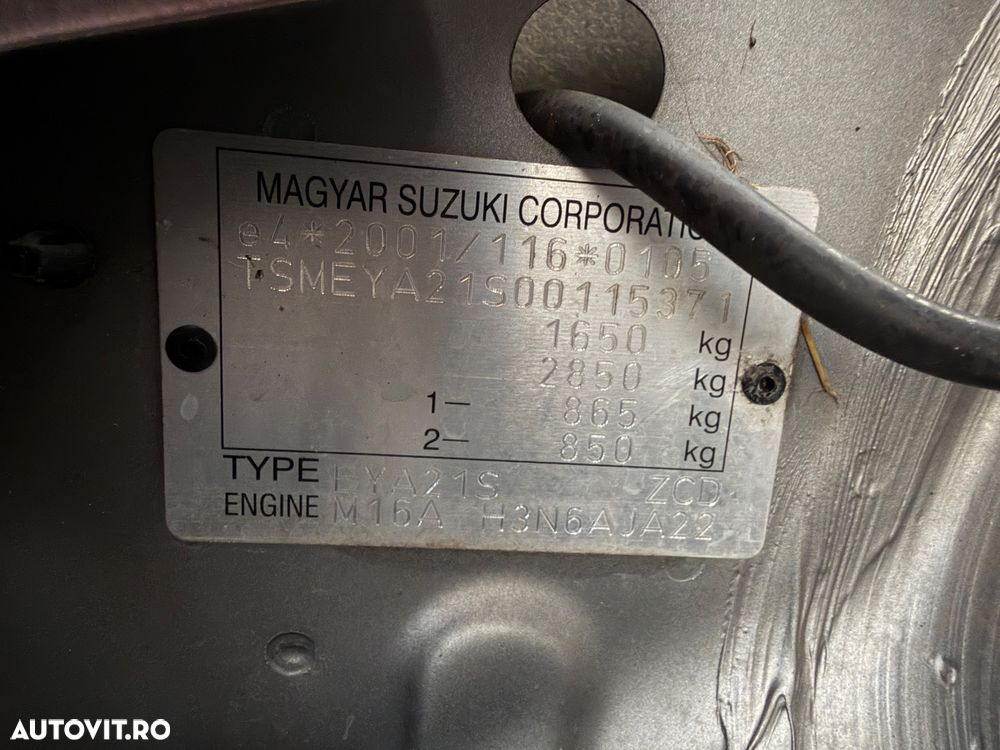 MAGYAR SUZUKI CORPORATIO
e4*2001/116*0105
TSMEYA21S00115371
1650 kg
2850 kg
1— 865 kg
2— 850 kg
TYPE EYA21S ZCD
ENGINE M16A H3N6AJA22
AUTOVIT.RO